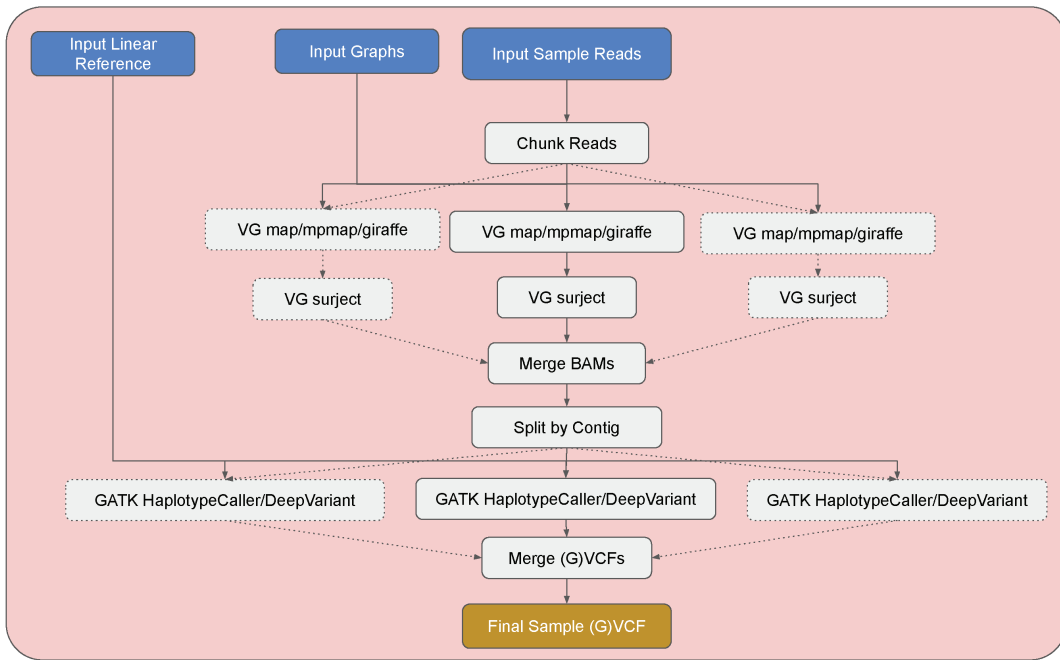 Input Linear
Reference
Input Graphs
Input Sample Reads
Chunk Reads
VG map/mpmap/giraffe
VG map/mpmap/giraffe
VG map/mpmap/giraffe
VG surject
VG surject
VG surject
Merge BAMs
Split by Contig
GATK HaplotypeCaller/DeepVariant
GATK HaplotypeCaller/DeepVariant
GATK HaplotypeCaller/DeepVariant
Merge (G)VCFs
Final Sample (G)VCF